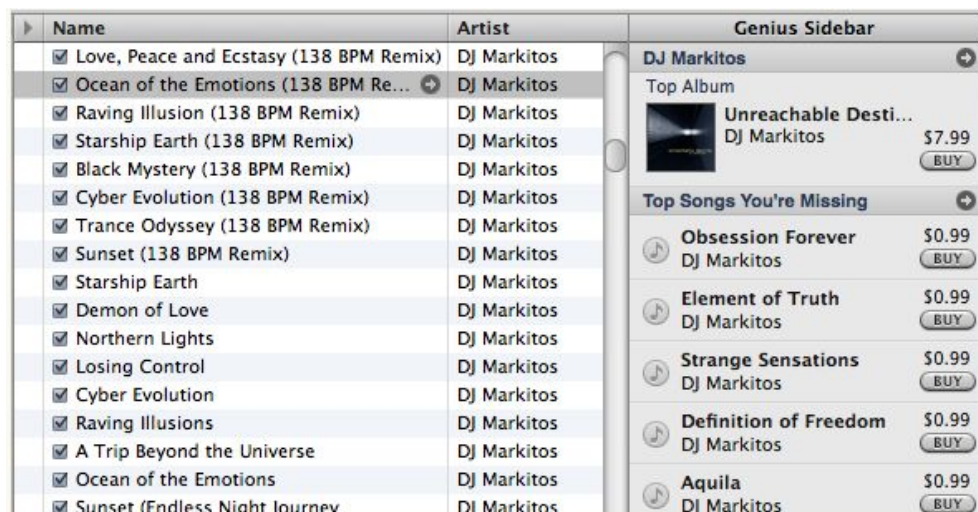 Name Artist
Love, Peace and Ecstasy (138 BPM Remix) DJ Markitos
Ocean of the Emotions (138 BPM Re... DJ Markitos
Raving Illusion (138 BPM Remix) DJ Markitos
Starship Earth (138 BPM Remix) DJ Markitos
Black Mystery (138 BPM Remix) DJ Markitos
Cyber Evolution (138 BPM Remix) DJ Markitos
Trance Odyssey (138 BPM Remix) DJ Markitos
Sunset (138 BPM Remix) DJ Markitos
Starship Earth DJ Markitos
Demon of Love DJ Markitos
Northern Lights DJ Markitos
Losing Control DJ Markitos
Cyber Evolution DJ Markitos
Raving Illusions DJ Markitos
A Trip Beyond the Universe DJ Markitos
Ocean of the Emotions DJ Markitos
Sunset (Endless Night Journey DJ Markitos
Genius Sidebar
DJ Markitos
Top Album
Unreachable Desti...
DJ Markitos $7.99
BUY
Top Songs You're Missing
Obsession Forever $0.99
DJ Markitos BUY
Element of Truth $0.99
DJ Markitos BUY
Strange Sensations $0.99
DJ Markitos BUY
Definition of Freedom $0.99
DJ Markitos BUY
Aquila $0.99
DJ Markitos BUY